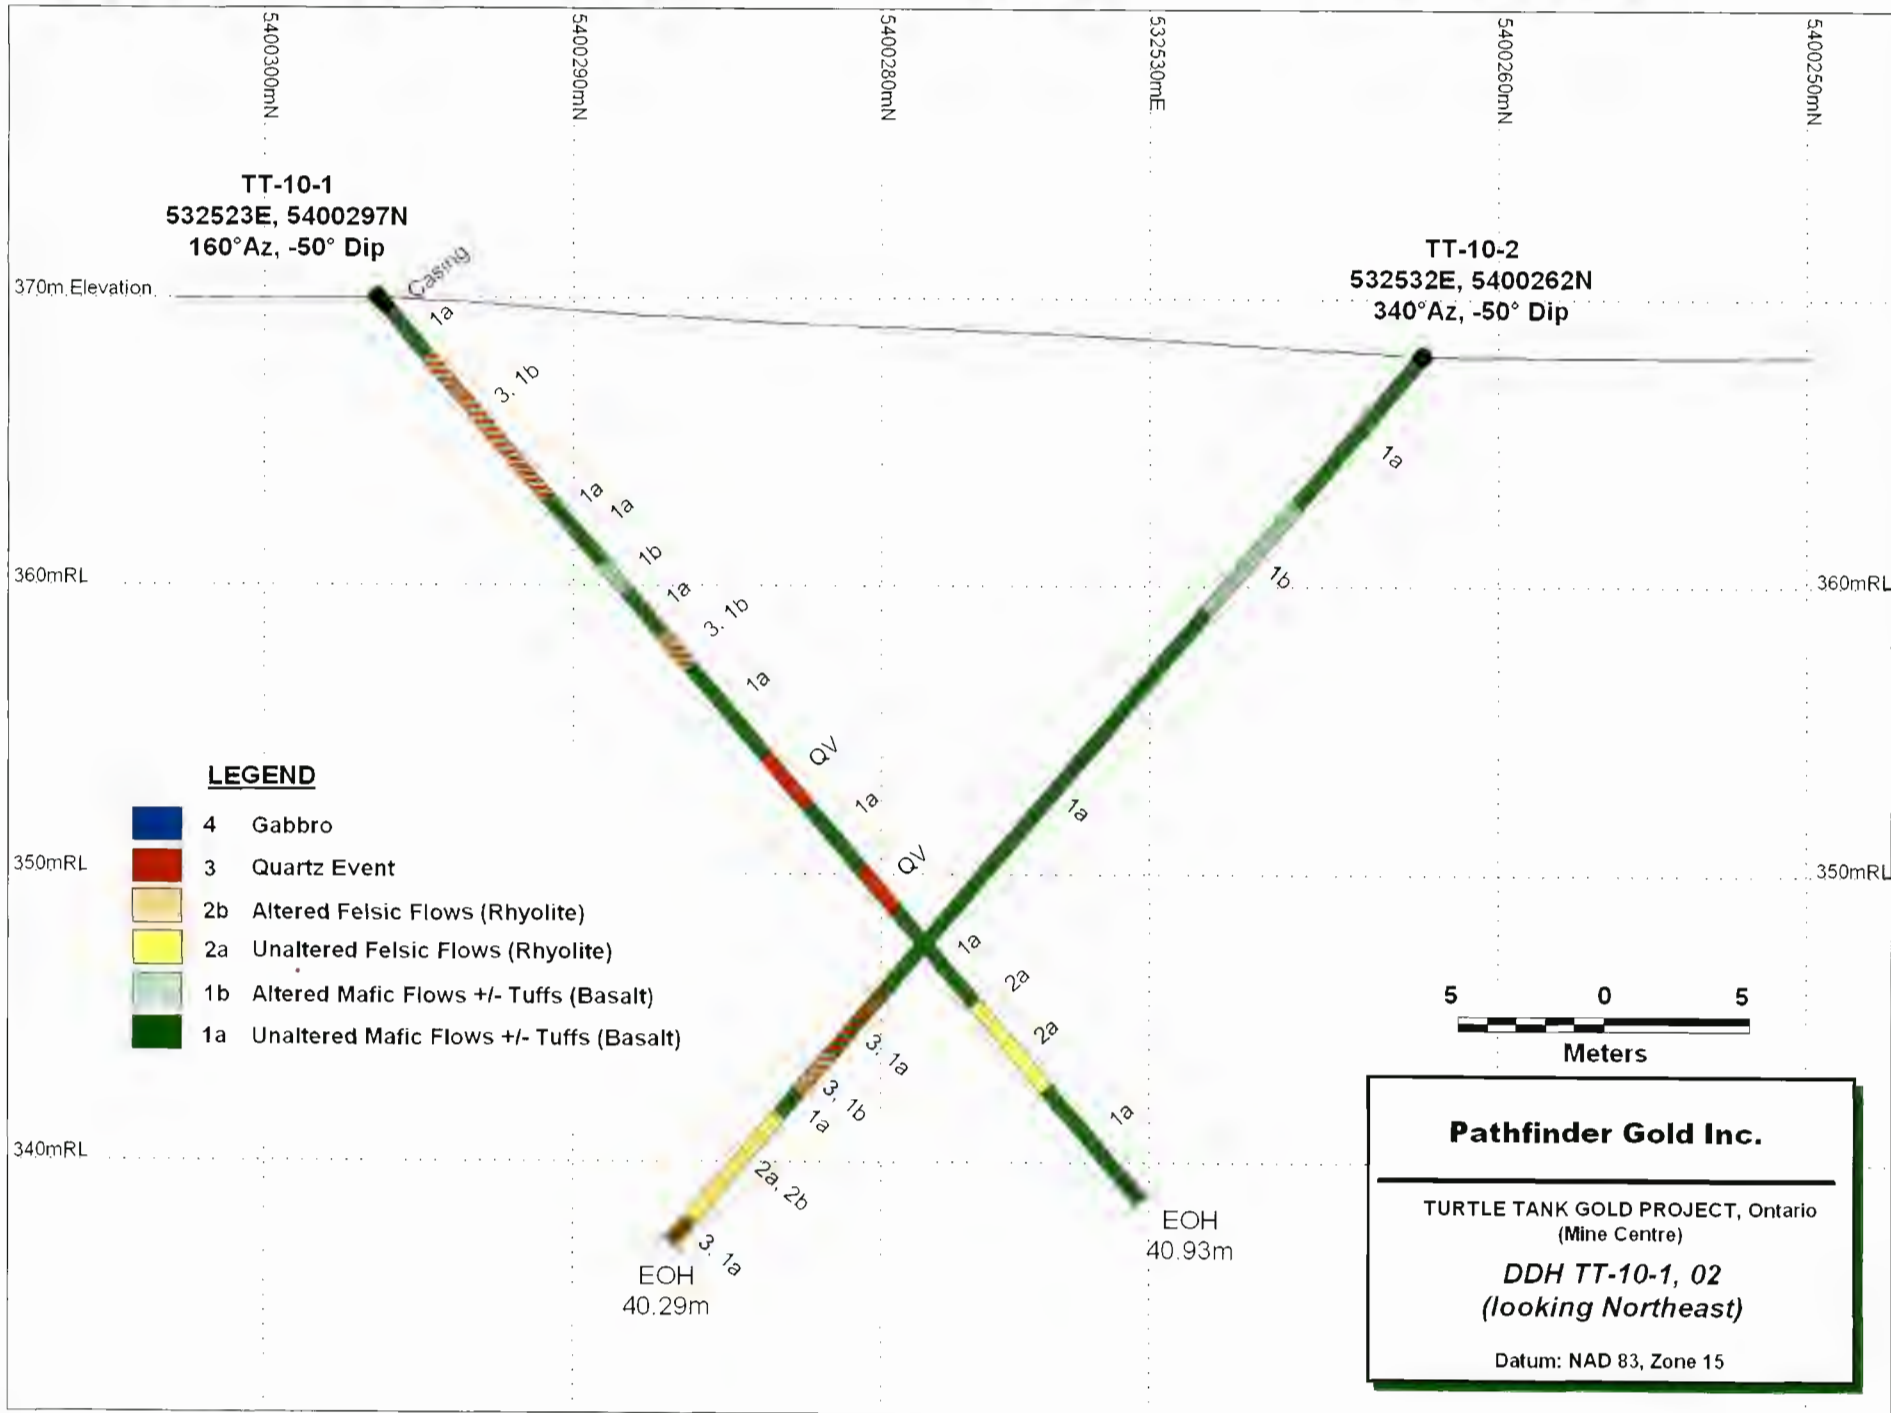 5400300mN
5400290mN
5400280mN
532530mE
5400260mN
5400250mN
TT-10-1
532523E, 5400297N
160°Az, -50° Dip
TT-10-2
532532E, 5400262N
340°Az, -50° Dip
370m Elevation
Casing
1a
3. 1b
1a
1a
1b
1a
3. 1b
1a
QV
1a
QV
1a
2a
2a
1a
EOH
40.93m
1a
1b
1a
3. 1a
3, 1b
1a
2a, 2b
3. 1a
EOH
40.29m
360mRL
360mRL
350mRL
350mRL
340mRL
LEGEND
4 Gabbro
3 Quartz Event
2b Altered Felsic Flows (Rhyolite)
2a Unaltered Felsic Flows (Rhyolite)
1b Altered Mafic Flows +/- Tuffs (Basalt)
1a Unaltered Mafic Flows +/- Tuffs (Basalt)
5 0 5
Meters
Pathfinder Gold Inc.
TURTLE TANK GOLD PROJECT, Ontario
(Mine Centre)
DDH TT-10-1, 02
(looking Northeast)
Datum: NAD 83, Zone 15